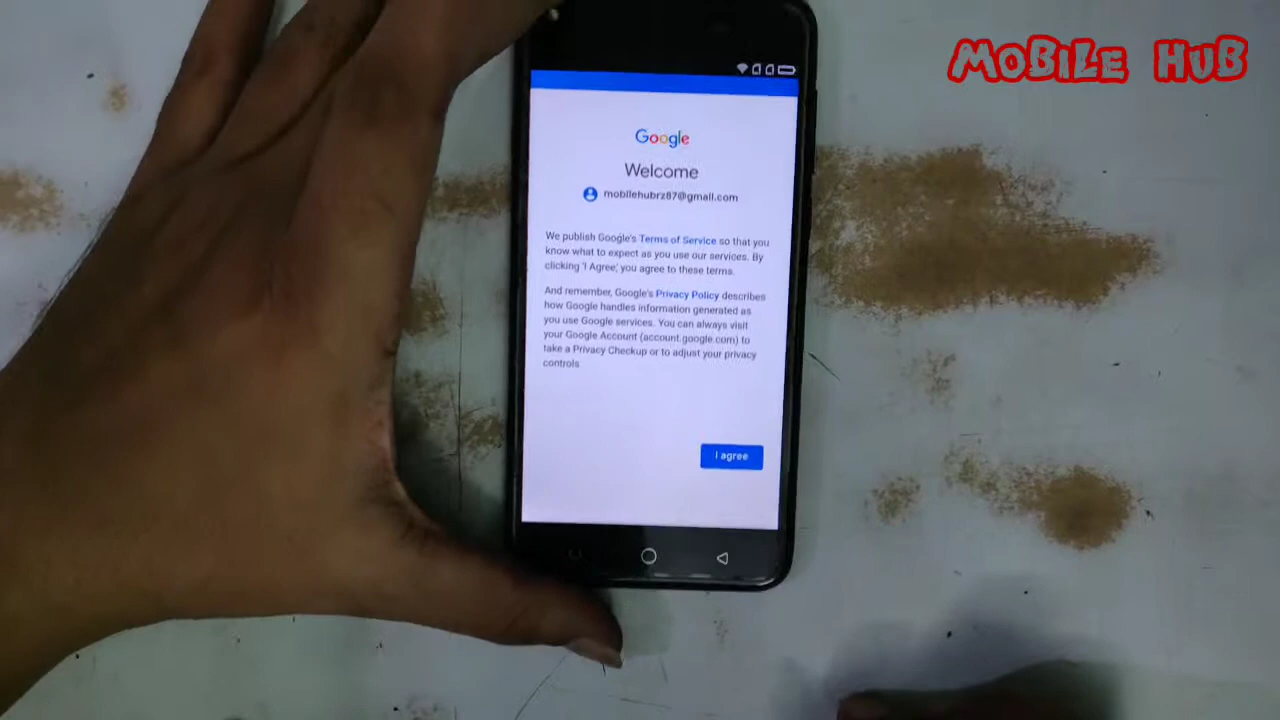 MOBILE HUB
Google
Welcome
mobilehubrz87@gmail.com
We publish Google's Terms of Service so that you
know what to expect as you use our services. By
clicking 'I Agree,' you agree to these terms.
And remember, Google's Privacy Policy describes
how Google handles information generated as
you use Google services. You can always visit
your Google Account (account.google.com) to
take a Privacy Checkup or to adjust your privacy
controls
I agree